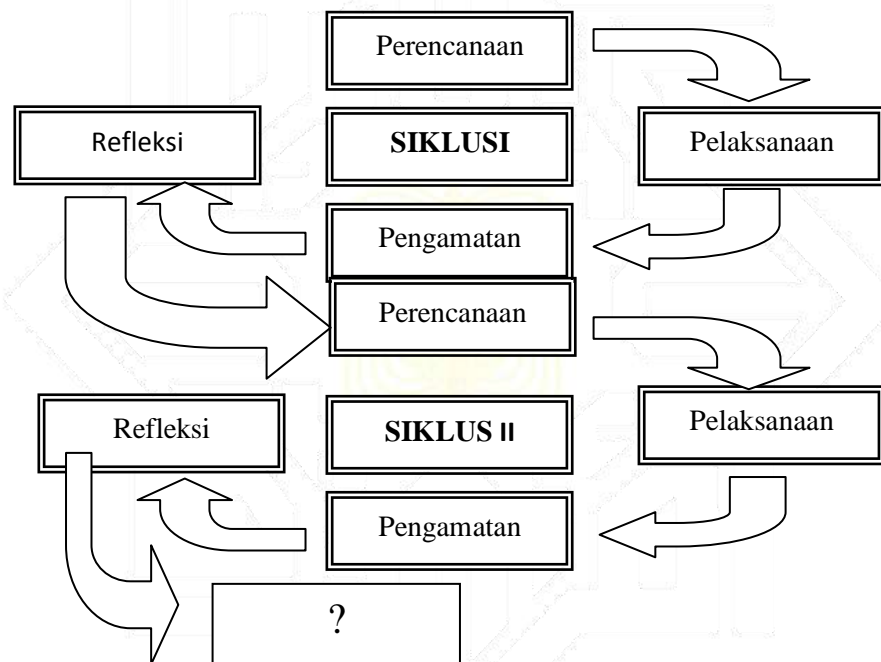 Perencanaan
Refleksi
SIKLUSI
Pelaksanaan
Pengamatan
Perencanaan
Refleksi
SIKLUS II
Pelaksanaan
Pengamatan
?